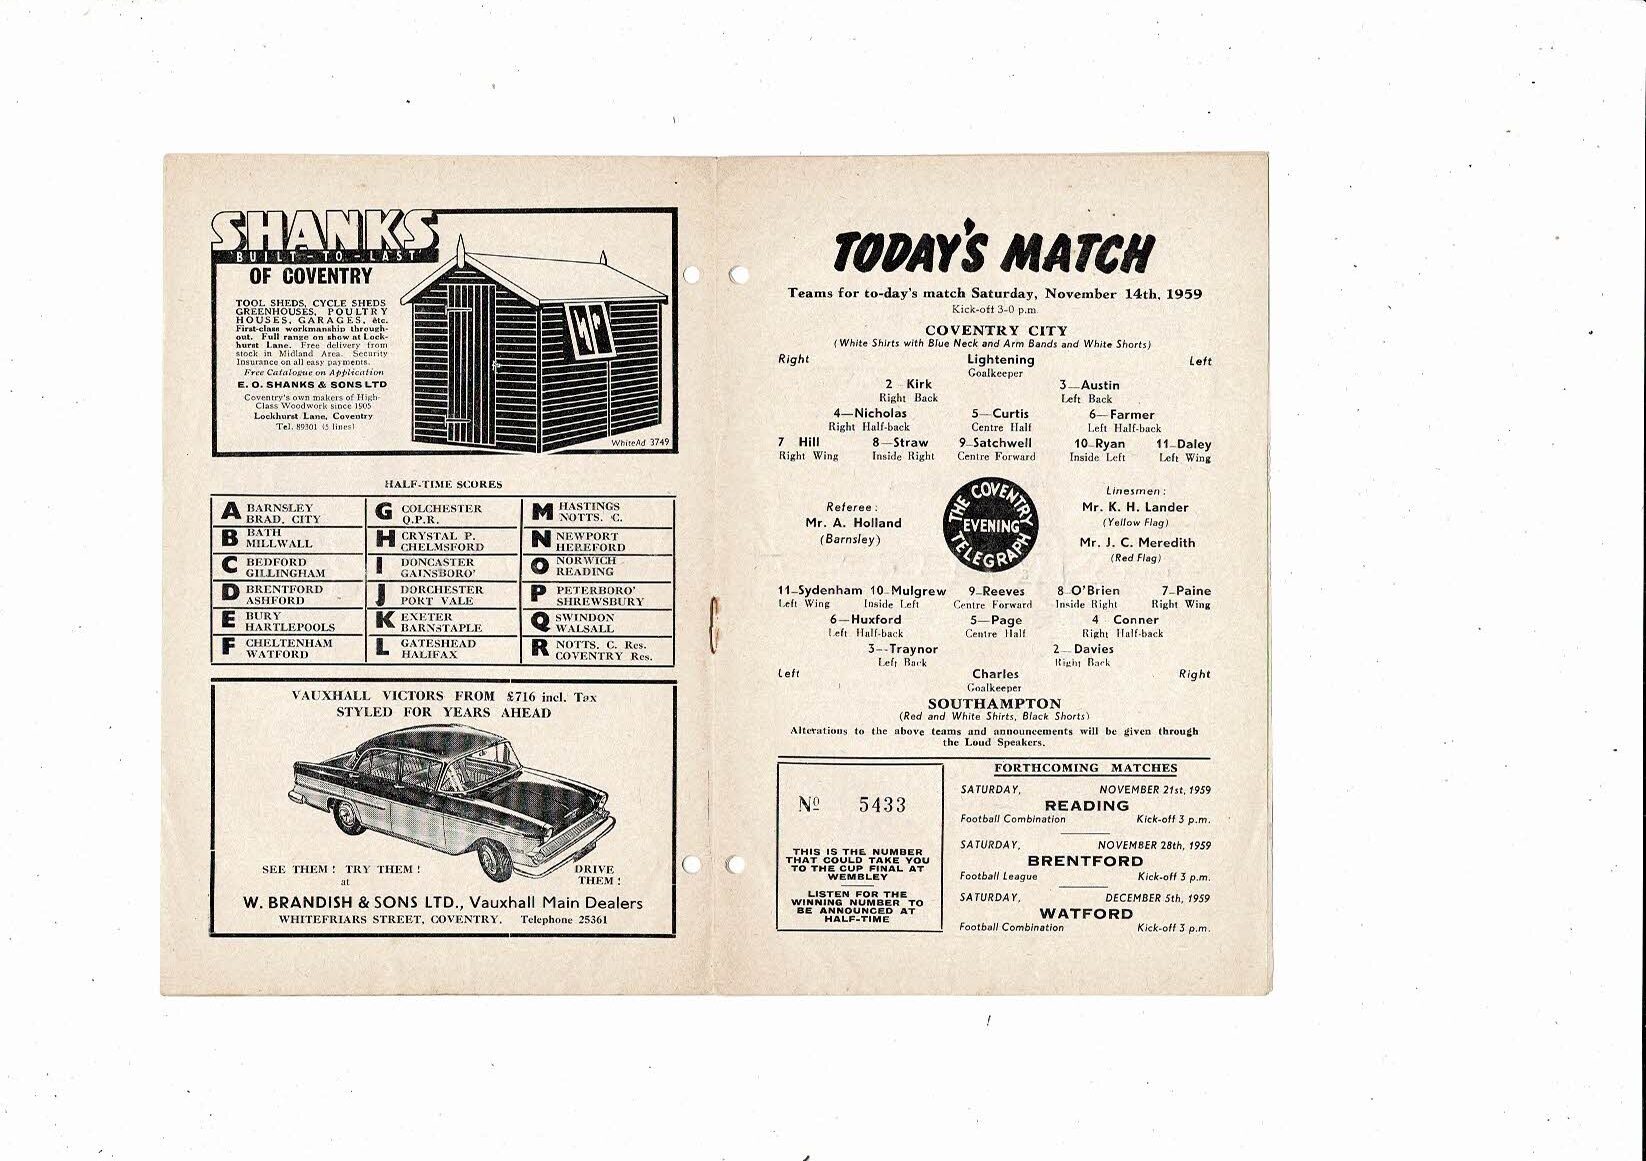 SHANKS
BUILT-TO-LAST
OF COVENTRY
TOOL SHEDS, CYCLE SHEDS
GREENHOUSES, POULTRY
HOUSES, GARAGES, etc.
First-class workmanship through-
out. Full range on show at Lock-
hurst Lane. Free delivery from
stock in Midland Area. Security
Insurance on all easy payments.
Free Catalogue on Application
E. O. SHANKS & SONS LTD
Coventry's own makers of High-
Class Woodwork since 1905
Lockhurst Lane, Coventry
Tel. 89301 (5 lines)
WhiteAd 3749
HALF-TIME SCORES
A BARNSLEY
BRAD. CITY
B BATH
MILLWALL
C BEDFORD
GILLINGHAM
D BRENTFORD
ASHFORD
E BURY
HARTLEPOOLS
F CHELTENHAM
WATFORD
G COLCHESTER
Q.P.R.
H CRYSTAL P.
CHELMSFORD
I DONCASTER
GAINSBORO'
J DORCHESTER
PORT VALE
K EXETER
BARNSTAPLE
L GATESHEAD
HALIFAX
M HASTINGS
NOTTS. C.
N NEWPORT
HEREFORD
O NORWICH
READING
P PETERBORO'
SHREWSBURY
Q SWINDON
WALSALL
R NOTTS. C. Res.
COVENTRY Res.
VAUXHALL VICTORS FROM £716 incl. Tax
STYLED FOR YEARS AHEAD
SEE THEM! TRY THEM! DRIVE
at THEM!
W. BRANDISH & SONS LTD., Vauxhall Main Dealers
WHITEFRIARS STREET, COVENTRY. Telephone 25361
TODAY'S MATCH
Teams for to-day's match Saturday, November 14th, 1959
Kick-off 3-0 p.m.
COVENTRY CITY
(White Shirts with Blue Neck and Arm Bands and White Shorts)
Right Lightening Left
Goalkeeper
2 Kirk 3—Austin
Right Back Left Back
4—Nicholas 5—Curtis 6—Farmer
Right Half-back Centre Half Left Half-back
7 Hill 8—Straw 9-Satchwell 10-Ryan 11-Daley
Right Wing Inside Right Centre Forward Inside Left Left Wing
Referee:
Mr. A. Holland
(Barnsley)
THE COVENTRY
EVENING
TELEGRAPH
Linesmen:
Mr. K. H. Lander
(Yellow Flag)
Mr. J. C. Meredith
(Red Flag)
11-Sydenham 10-Mulgrew 9-Reeves 8 O'Brien 7-Paine
Left Wing Inside Left Centre Forward Inside Right Right Wing
6—Huxford 5—Page 4 Conner
Left Half-back Centre Half Right Half-back
3--Traynor 2—Davies
Left Back Right Back
Left Charles Right
Goalkeeper
SOUTHAMPTON
(Red and White Shirts, Black Shorts)
Alterations to the above teams and announcements will be given through
the Loud Speakers.
Nº 5433
THIS IS THE NUMBER
THAT COULD TAKE YOU
TO THE CUP FINAL AT
WEMBLEY
LISTEN FOR THE
WINNING NUMBER TO
BE ANNOUNCED AT
HALF-TIME
FORTHCOMING MATCHES
SATURDAY, NOVEMBER 21st, 1959
READING
Football Combination Kick-off 3 p.m.
SATURDAY, NOVEMBER 28th, 1959
BRENTFORD
Football League Kick-off 3 p.m.
SATURDAY, DECEMBER 5th, 1959
WATFORD
Football Combination Kick-off 3 p.m.